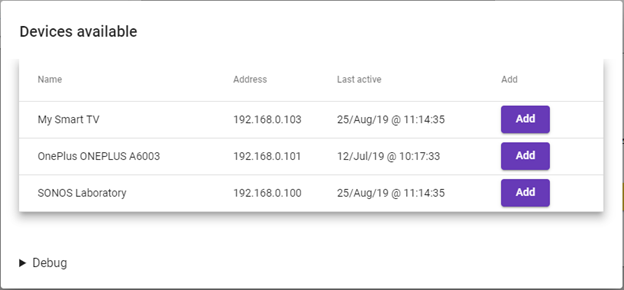 Devices available
Name Address Last active Add
My Smart TV 192.168.0.103 25/Aug/19 @ 11:14:35 Add
OnePlus ONEPLUS A6003 192.168.0.101 12/Jul/19 @ 10:17:33 Add
SONOS Laboratory 192.168.0.100 25/Aug/19 @ 11:14:35 Add
Debug